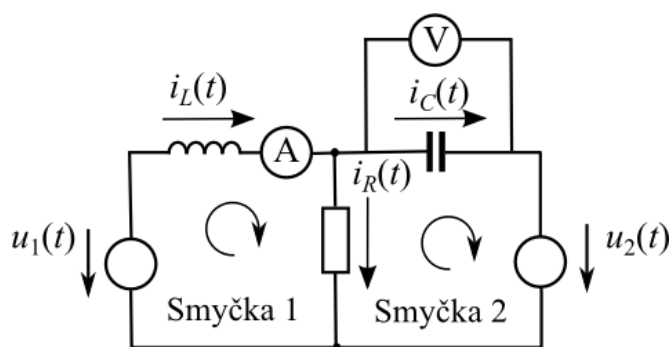 V
i_L(t)
i_C(t)
A
i_R(t)
u_1(t)
u_2(t)
Smyčka 1
Smyčka 2